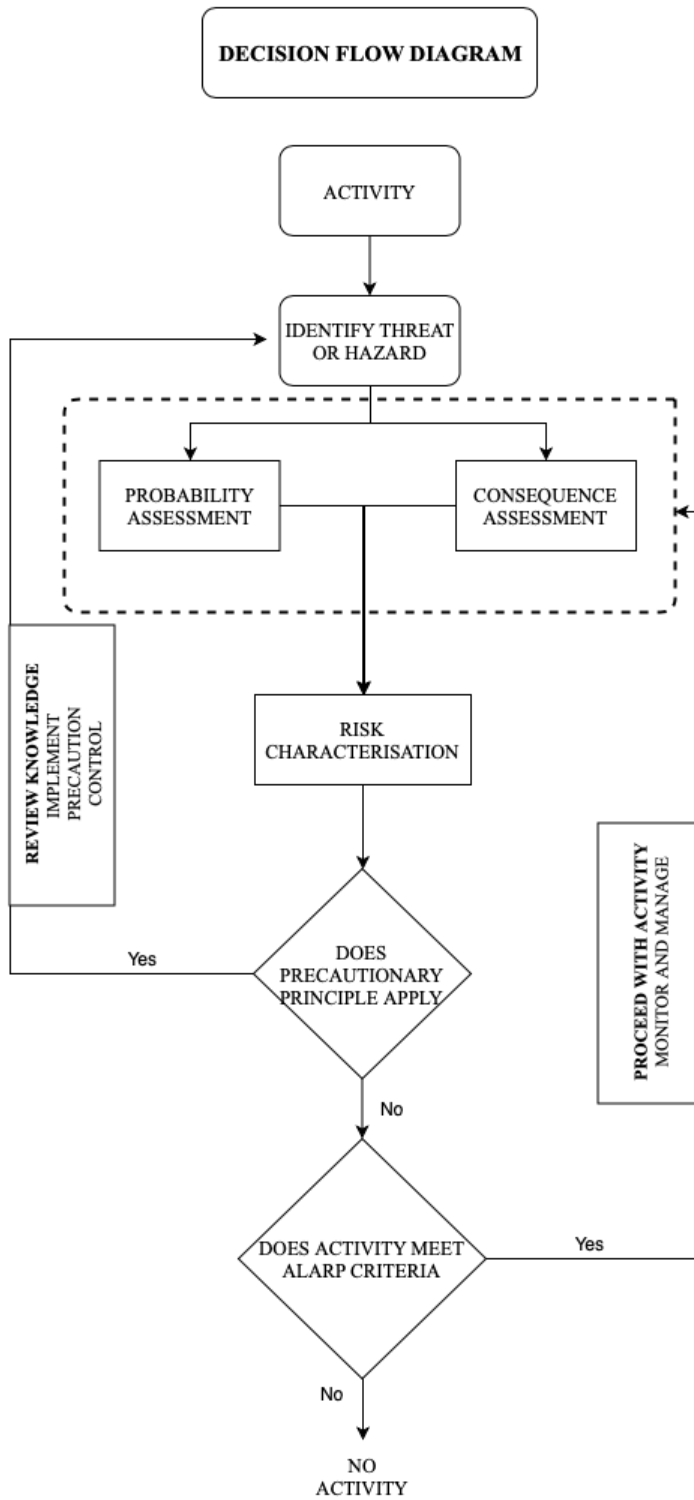 DECISION FLOW DIAGRAM
ACTIVITY
IDENTIFY THREAT
OR HAZARD
PROBABILITY
ASSESSMENT
CONSEQUENCE
ASSESSMENT
RISK
CHARACTERISATION
REVIEW KNOWLEDGE
IMPLEMENT
PRECAUTION
CONTROL
Yes
DOES
PRECAUTIONARY
PRINCIPLE APPLY
PROCEED WITH ACTIVITY
MONITOR AND MANAGE
No
DOES ACTIVITY MEET
ALARP CRITERIA
Yes
No
NO
ACTIVITY